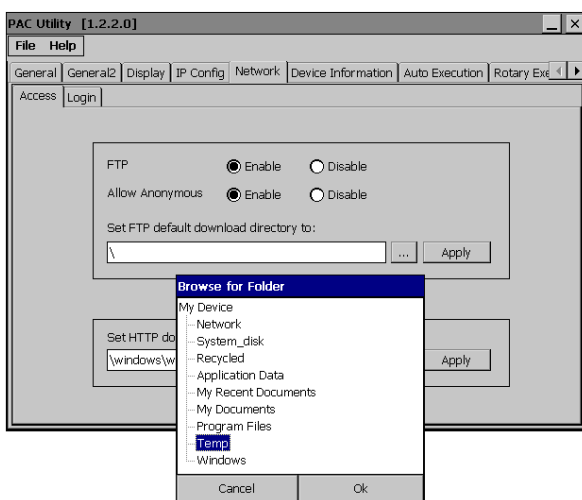 PAC Utility [1.2.2.0]
File Help
General General2 Display IP Config Network Device Information Auto Execution Rotary Exe
Access Login
FTP Enable Disable
Allow Anonymous Enable Disable
Set FTP default download directory to:
\ ... Apply
Browse for Folder
My Device
Network
System_disk
Recycled
Application Data
My Recent Documents
My Documents
Program Files
Temp
Windows
Cancel Ok
Set HTTP do
\windows\w Apply